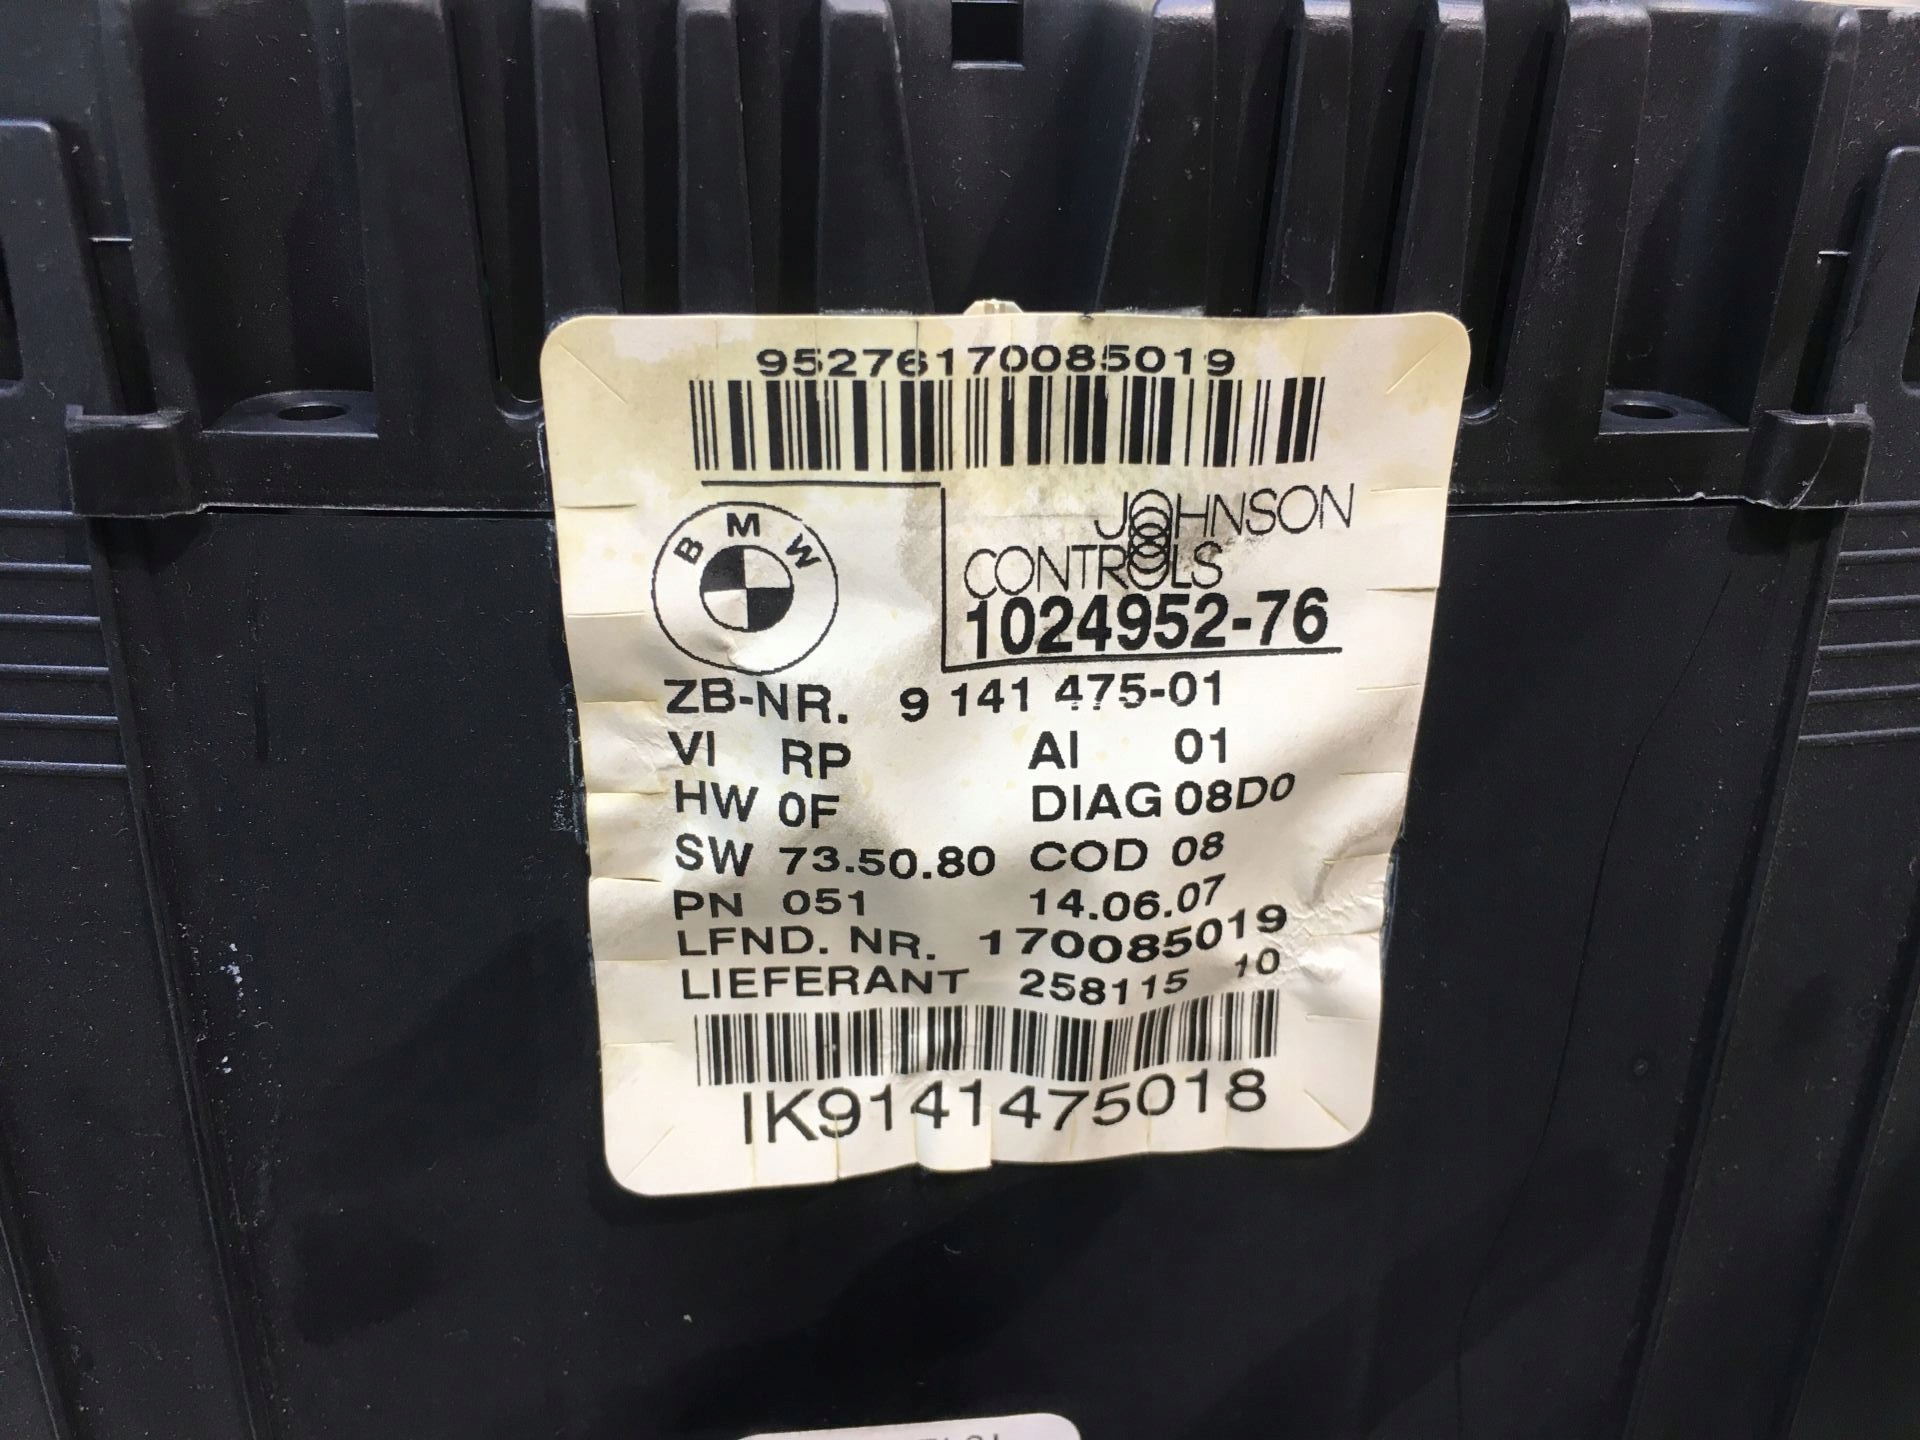 95276170085019
BMW
JOHNSON
CONTROLS
1024952-76
ZB-NR. 9 141 475-01
VI RP AI 01
HW 0F DIAG 08D0
SW 73.50.80 COD 08
PN 051 14.06.07
LFND. NR. 170085019
LIEFERANT 258115 10
IK9141475018